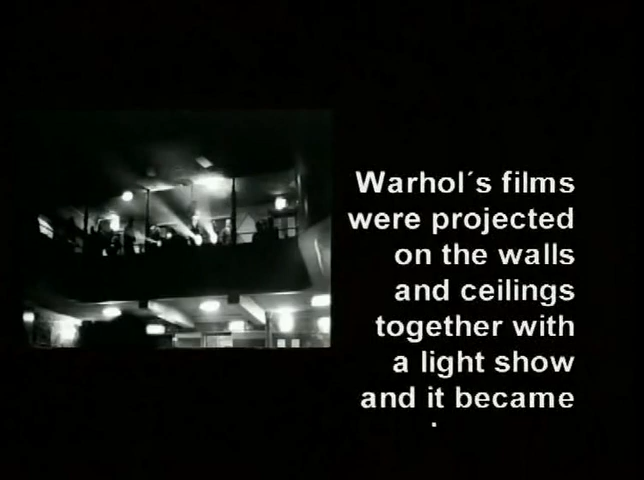 Warhol´s films
were projected
on the walls
and ceilings
together with
a light show
and it became